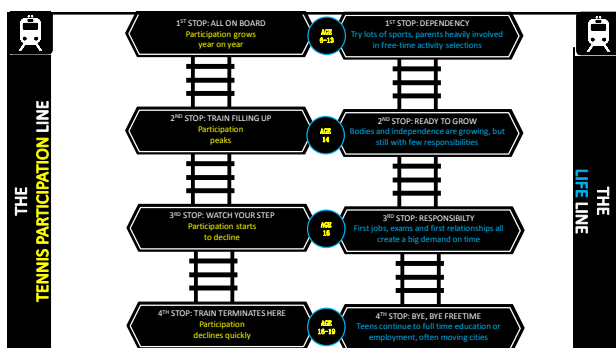 THE TENNIS PARTICIPATION LINE
1ST STOP: ALL ON BOARD
Participation grows
year on year
AGE
6-13
1ST STOP: DEPENDENCY
Try lots of sports, parents heavily involved
in free-time activity selections
2ND STOP: TRAIN FILLING UP
Participation
peaks
AGE
14
2ND STOP: READY TO GROW
Bodies and independence are growing, but
still with few responsibilities
3RD STOP: WATCH YOUR STEP
Participation starts
to decline
AGE
15
3RD STOP: RESPONSIBILTY
First jobs, exams and first relationships all
create a big demand on time
4TH STOP: TRAIN TERMINATES HERE
Participation
declines quickly
AGE
16-19
4TH STOP: BYE, BYE FREETIME
Teens continue to full time education or
employment, often moving cities
THE
LIFE LINE